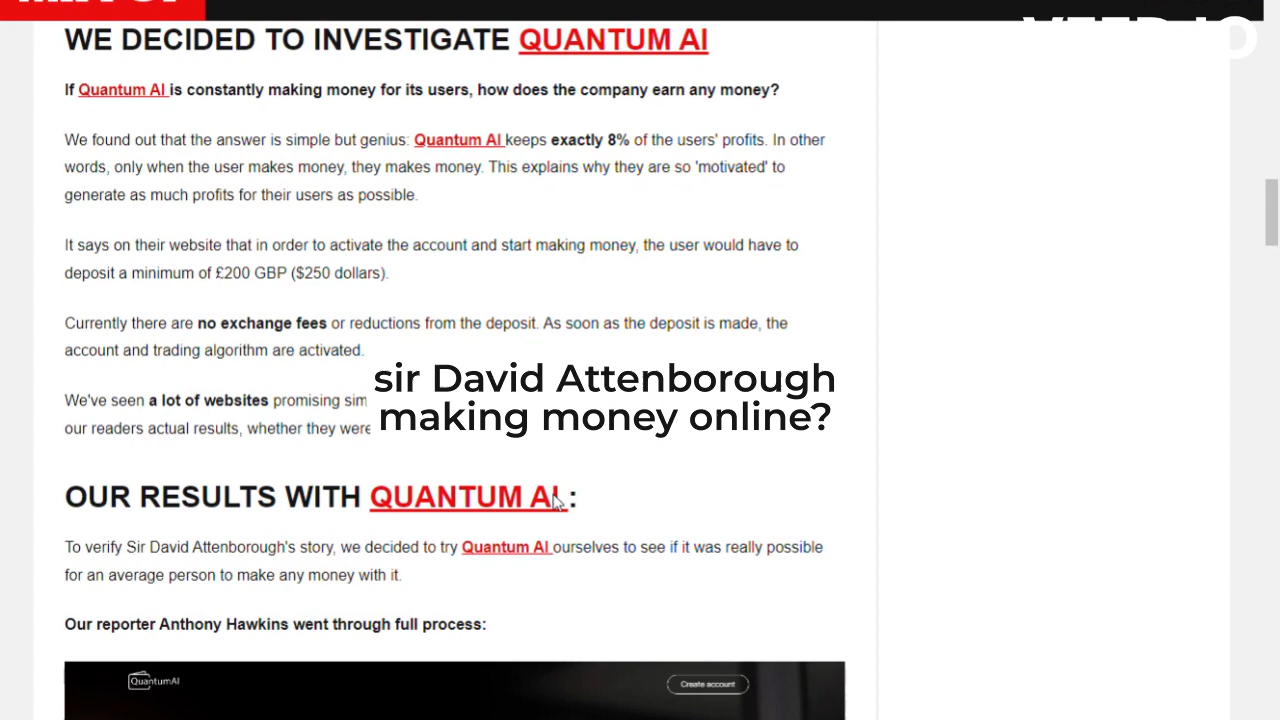 WE DECIDED TO INVESTIGATE QUANTUM AI
If Quantum AI is constantly making money for its users, how does the company earn any money?
We found out that the answer is simple but genius: Quantum AI keeps exactly 8% of the users' profits. In other
words, only when the user makes money, they makes money. This explains why they are so 'motivated' to
generate as much profits for their users as possible.
It says on their website that in order to activate the account and start making money, the user would have to
deposit a minimum of £200 GBP ($250 dollars).
Currently there are no exchange fees or reductions from the deposit. As soon as the deposit is made, the
account and trading algorithm are activated.
sir David Attenborough
making money online?
We've seen a lot of websites promising
our readers actual results, whether they were
OUR RESULTS WITH QUANTUM AI:
To verify Sir David Attenborough's story, we decided to try Quantum AI ourselves to see if it was really possible
for an average person to make any money with it.
Our reporter Anthony Hawkins went through full process:
QuantumAI
Create account